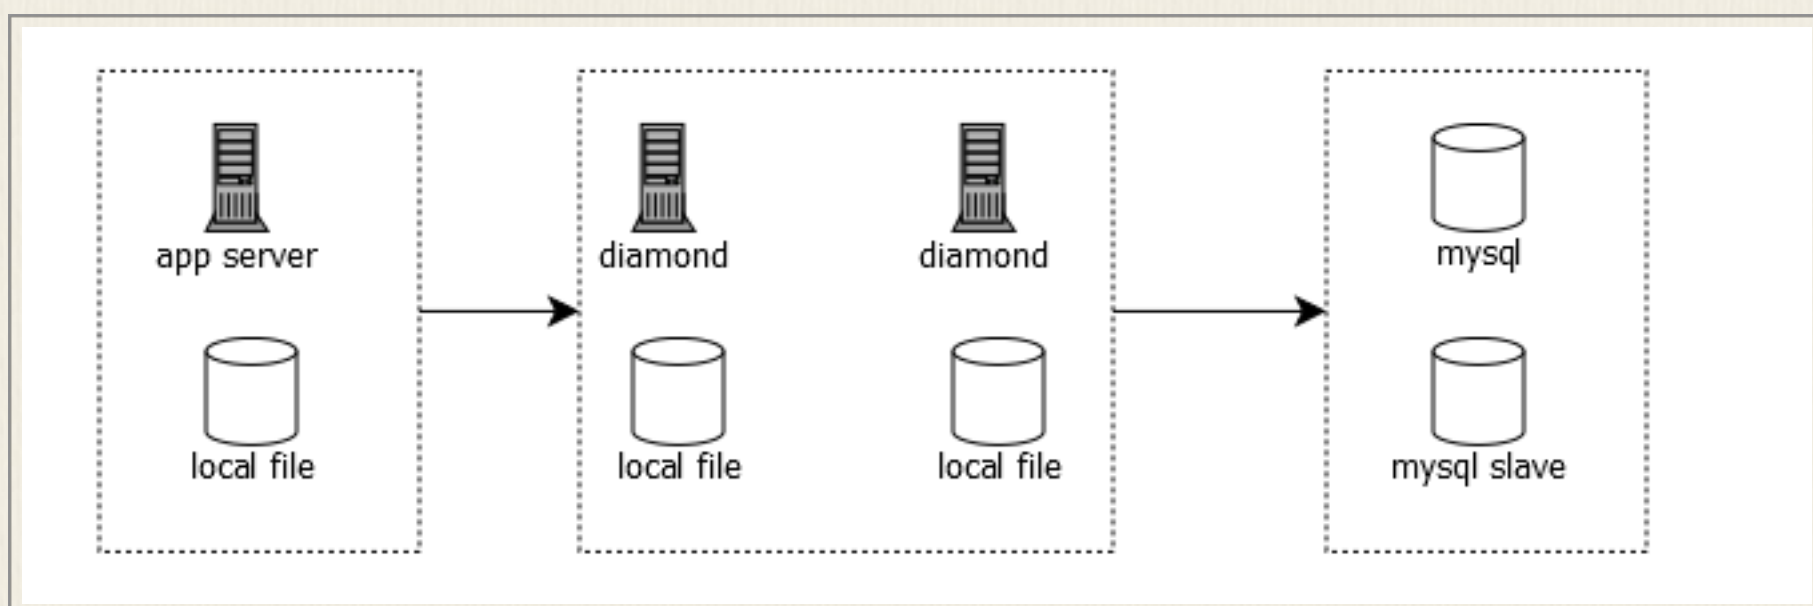 app server
diamond
diamond
mysql
local file
local file
local file
mysql slave